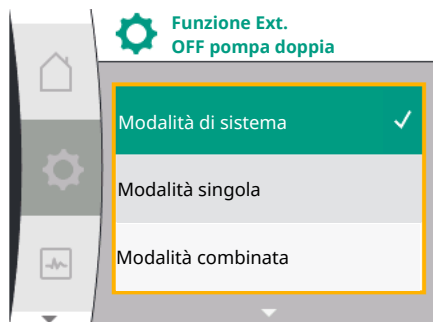 Funzione Ext.
OFF pompa doppia
Modalità di sistema
Modalità singola
Modalità combinata